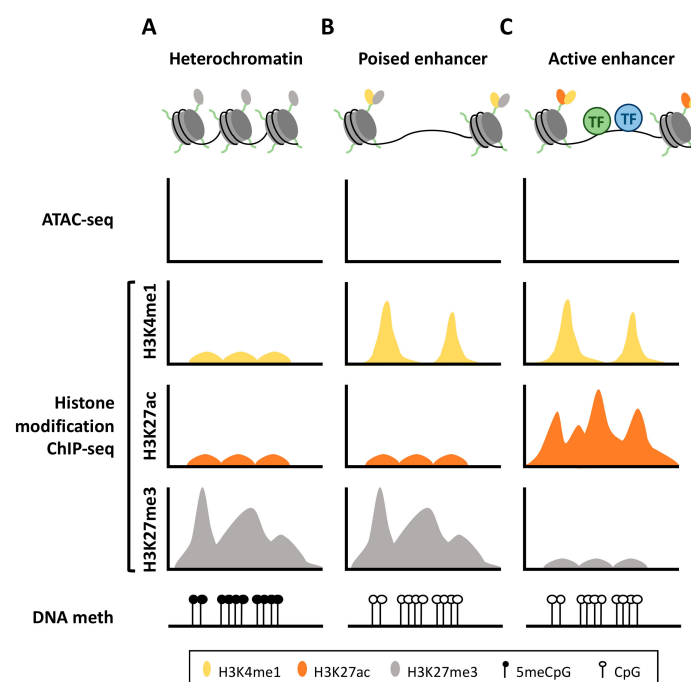 A B C
Heterochromatin Poised enhancer Active enhancer
TF TF
ATAC-seq
H3K4me1
Histone
modification
ChIP-seq
H3K27ac
H3K27me3
DNA meth
H3K4me1 H3K27ac H3K27me3 5meCpG CpG